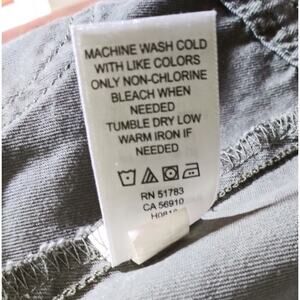 MACHINE WASH COLD
WITH LIKE COLORS
ONLY NON-CHLORINE
BLEACH WHEN
NEEDED
TUMBLE DRY LOW
WARM IRON IF
NEEDED
RN 51783
CA 56910